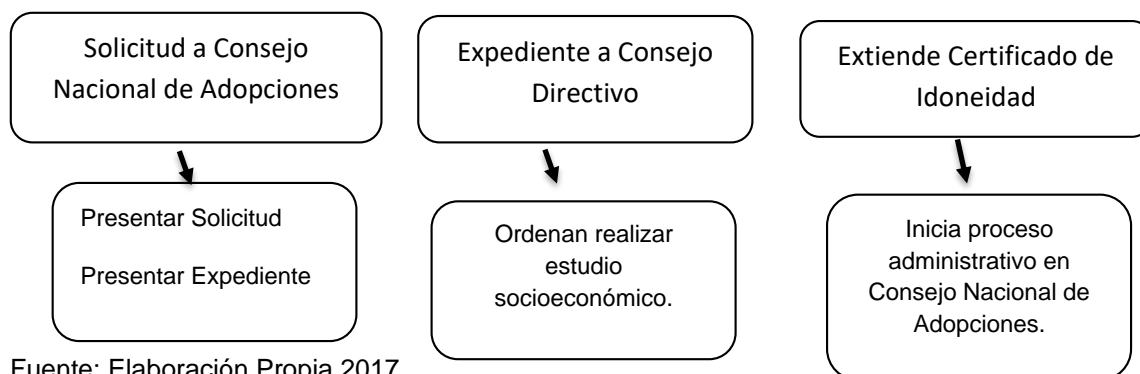 Solicitud a Consejo
Nacional de Adopciones
Expediente a Consejo
Directivo
Extiende Certificado de
Idoneidad
Presentar Solicitud
Presentar Expediente
Ordenan realizar
estudio
socioeconómico.
Inicia proceso
administrativo en
Consejo Nacional de
Adopciones.
Fuente: Elaboración Propia 2017